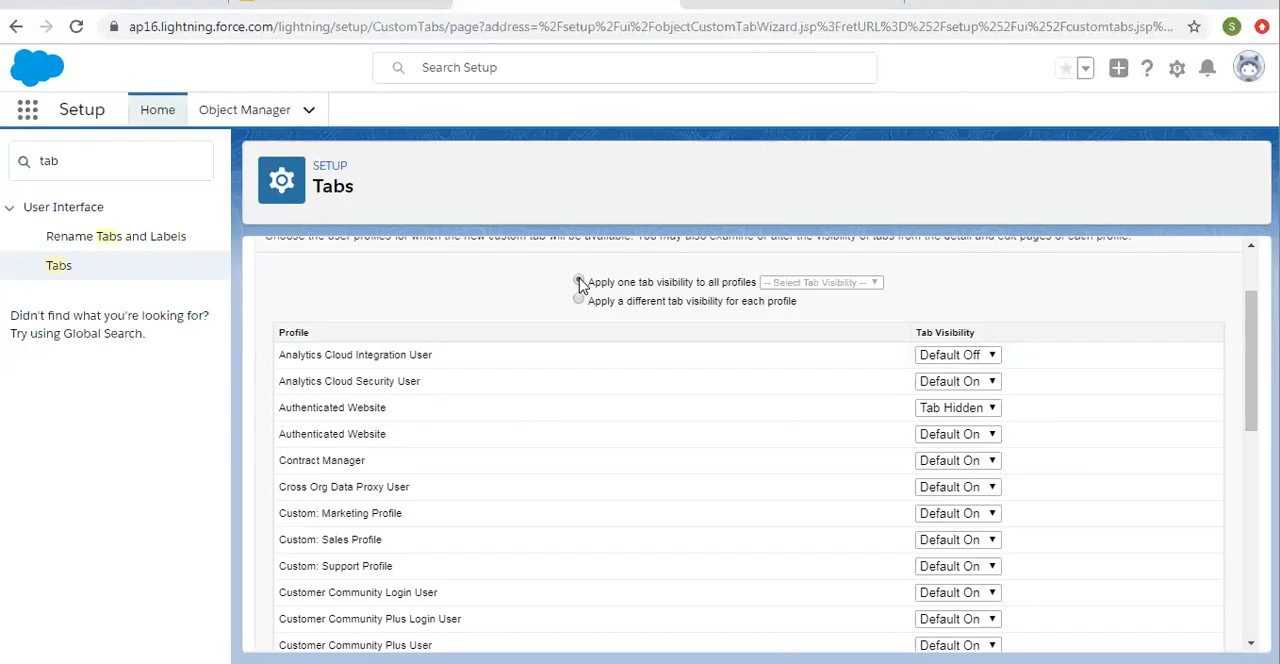 ap16.lightning.force.com/lightning/setup/CustomTabs/page?address=%2Fsetup%2Fui%2FobjectCustomTabWizard.jsp%3FretURL%3D%252Fsetup%252Fui%252Fcustomtabs.jsp%...
S
Search Setup
Setup
Home
Object Manager
tab
SETUP
Tabs
User Interface
Rename Tabs and Labels
Tabs
Didn't find what you're looking for?
Try using Global Search.
Choose the user profiles for which the new custom tab will be available. You may also examine or alter the visibility of tabs from the detail and edit pages of each profile.
Apply one tab visibility to all profiles -- Select Tab Visibility --
Apply a different tab visibility for each profile
Profile Tab Visibility
Analytics Cloud Integration User Default Off
Analytics Cloud Security User Default On
Authenticated Website Tab Hidden
Authenticated Website Default On
Contract Manager Default On
Cross Org Data Proxy User Default On
Custom: Marketing Profile Default On
Custom: Sales Profile Default On
Custom: Support Profile Default On
Customer Community Login User Default On
Customer Community Plus Login User Default On
Customer Community Plus User Default On